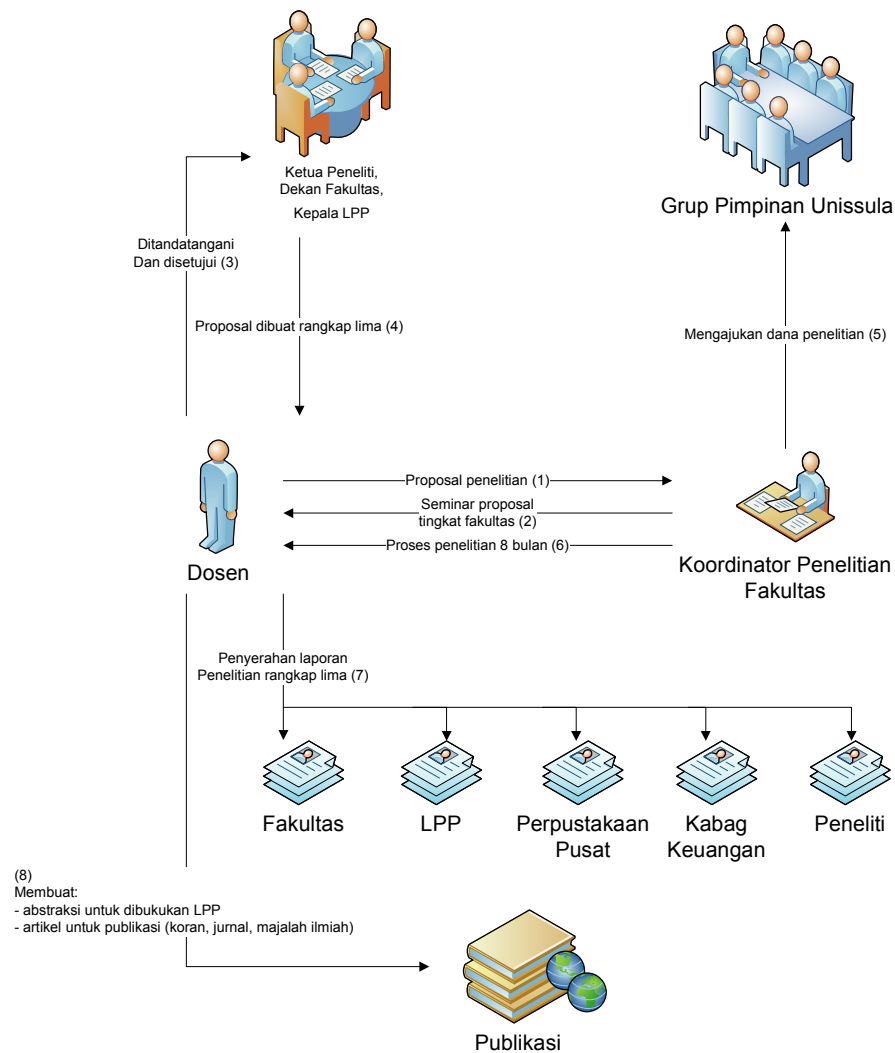 Ketua Peneliti,
Dekan Fakultas,
Kepala LPP
Grup Pimpinan Unissula
Ditandatangani
Dan disetujui (3)
Proposal dibuat rangkap lima (4)
Mengajukan dana penelitian (5)
Proposal penelitian (1)
Seminar proposal
tingkat fakultas (2)
Proses penelitian 8 bulan (6)
Dosen
Koordinator Penelitian
Fakultas
Penyerahan laporan
Penelitian rangkap lima (7)
Fakultas
LPP
Perpustakaan
Pusat
Kabag
Keuangan
Peneliti
(8)
Membuat:
- abstraksi untuk dibukukan LPP
- artikel untuk publikasi (koran, jurnal, majalah ilmiah)
Publikasi